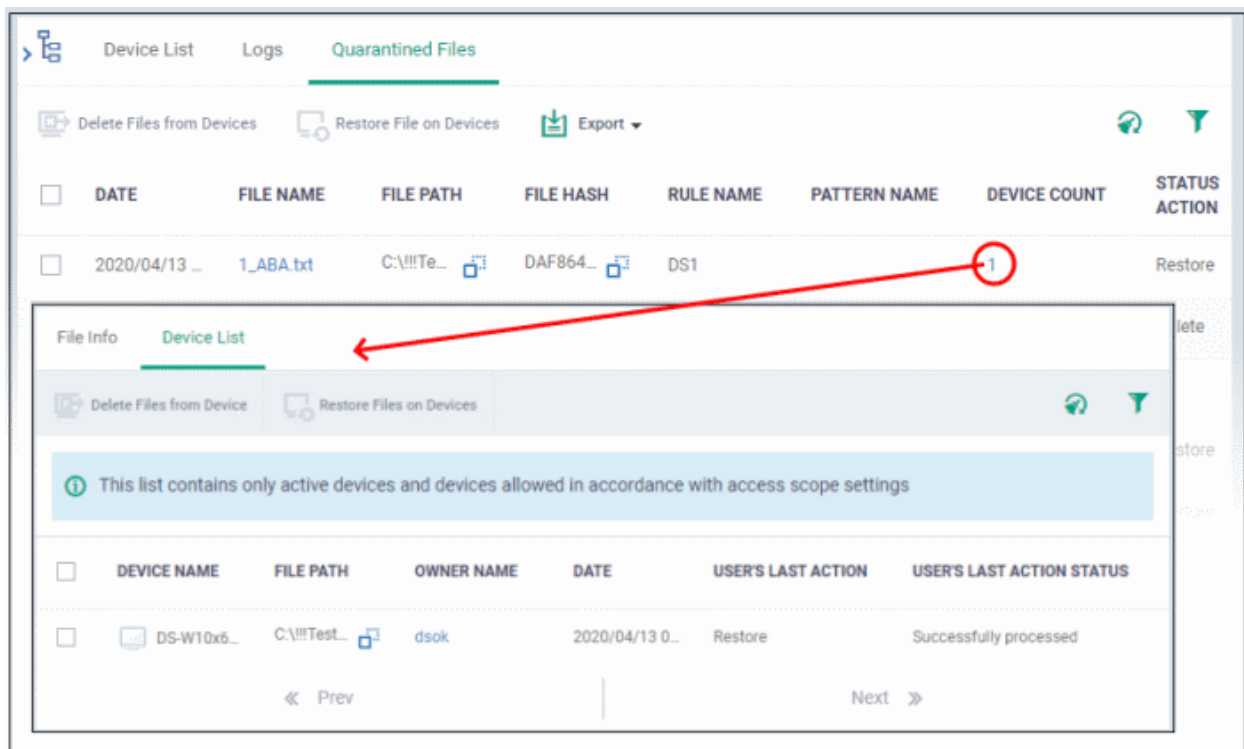 Device List Logs Quarantined Files
Delete Files from Devices Restore File on Devices Export
DATE FILE NAME FILE PATH FILE HASH RULE NAME PATTERN NAME DEVICE COUNT STATUS ACTION
2020/04/13 ... 1_ABA.txt C:\!!!Te... DAF864... DS1 1 Restore
lete
File Info Device List
Delete Files from Device Restore Files on Devices
store
This list contains only active devices and devices allowed in accordance with access scope settings
DEVICE NAME FILE PATH OWNER NAME DATE USER'S LAST ACTION USER'S LAST ACTION STATUS
DS-W10x6... C:\!!!Test... dsok 2020/04/13 0... Restore Successfully processed
Prev Next